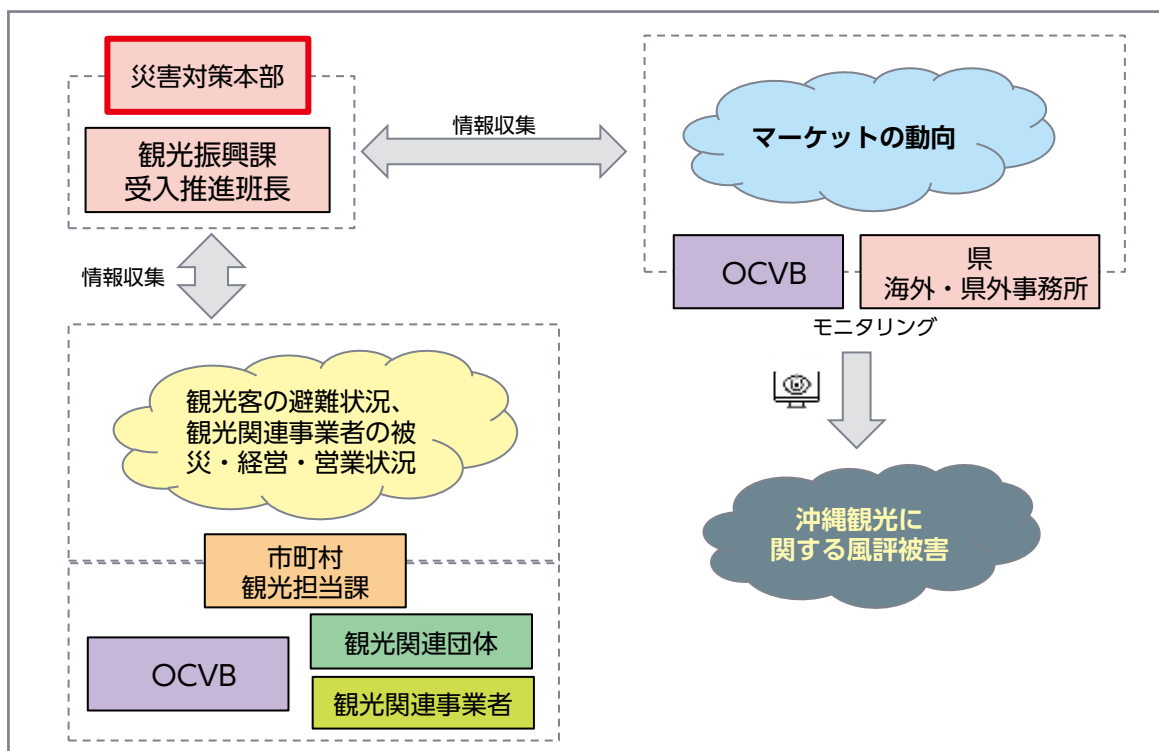 災害対策本部
観光振興課
受入推進班長
情報収集
マーケットの動向
OCVB
県
海外・県外事務所
モニタリング
情報収集
観光客の避難状況、
観光関連事業者の被
災・経営・営業状況
沖縄観光に
関する風評被害
市町村
観光担当課
OCVB
観光関連団体
観光関連事業者